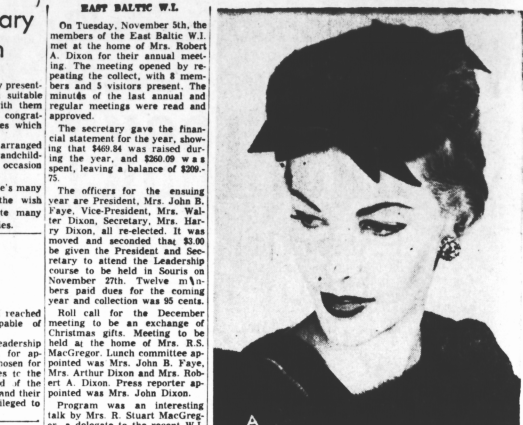 ary
n
y present-
suitable
ith them
congrat-
es which
arranged
andchild-
occasion
e's many
the wish
te many
es.
reached
pable of
eadership
for ap-
hosen for
es to the
d of the
and their
ileged to
EAST BALTIC W.I.
On Tuesday, November 5th, the
members of the East Baltic W.I.
met at the home of Mrs. Robert
A. Dixon for their annual meet-
ing. The meeting opened by re-
peating the collect, with 8 mem-
bers and 5 visitors present. The
minutes of the last annual and
regular meetings were read and
approved.
The secretary gave the finan-
cial statement for the year, show-
ing that $469.84 was raised dur-
ing the year, and $260.09 was
spent, leaving a balance of $209.-
75.
The officers for the ensuing
year are President, Mrs. John B.
Faye, Vice-President, Mrs. Wal-
ter Dixon, Secretary, Mrs. Har-
ry Dixon, all re-elected. It was
moved and seconded that $3.00
be given the President and Sec-
retary to attend the Leadership
course to be held in Souris on
November 27th. Twelve
bers paid dues for the coming
year and collection was 95 cents.
Roll call for the December
meeting to be an exchange of
Christmas gifts. Meeting to be
held at the home of Mrs. R.S.
MacGregor. Lunch committee ap-
pointed was Mrs. John B. Faye,
Mrs. Arthur Dixon and Mrs. Rob-
ert A. Dixon. Press reporter ap-
pointed was Mrs. John Dixon.
Program was an interesting
talk by Mrs. R. Stuart MacGreg-
or, a delegate to the recent W.I.
A